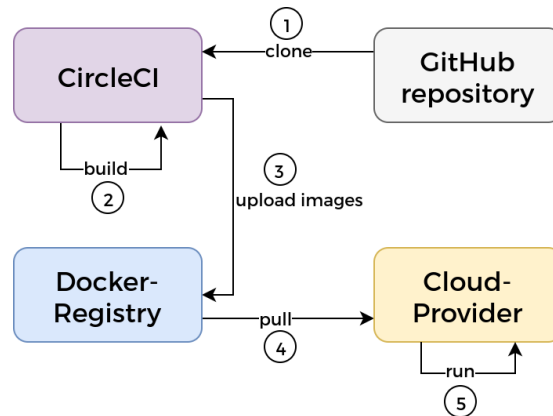 1
clone
CircleCI
GitHub
repository
build
2
3
upload images
Docker-
Registry
pull
4
Cloud-
Provider
run
5